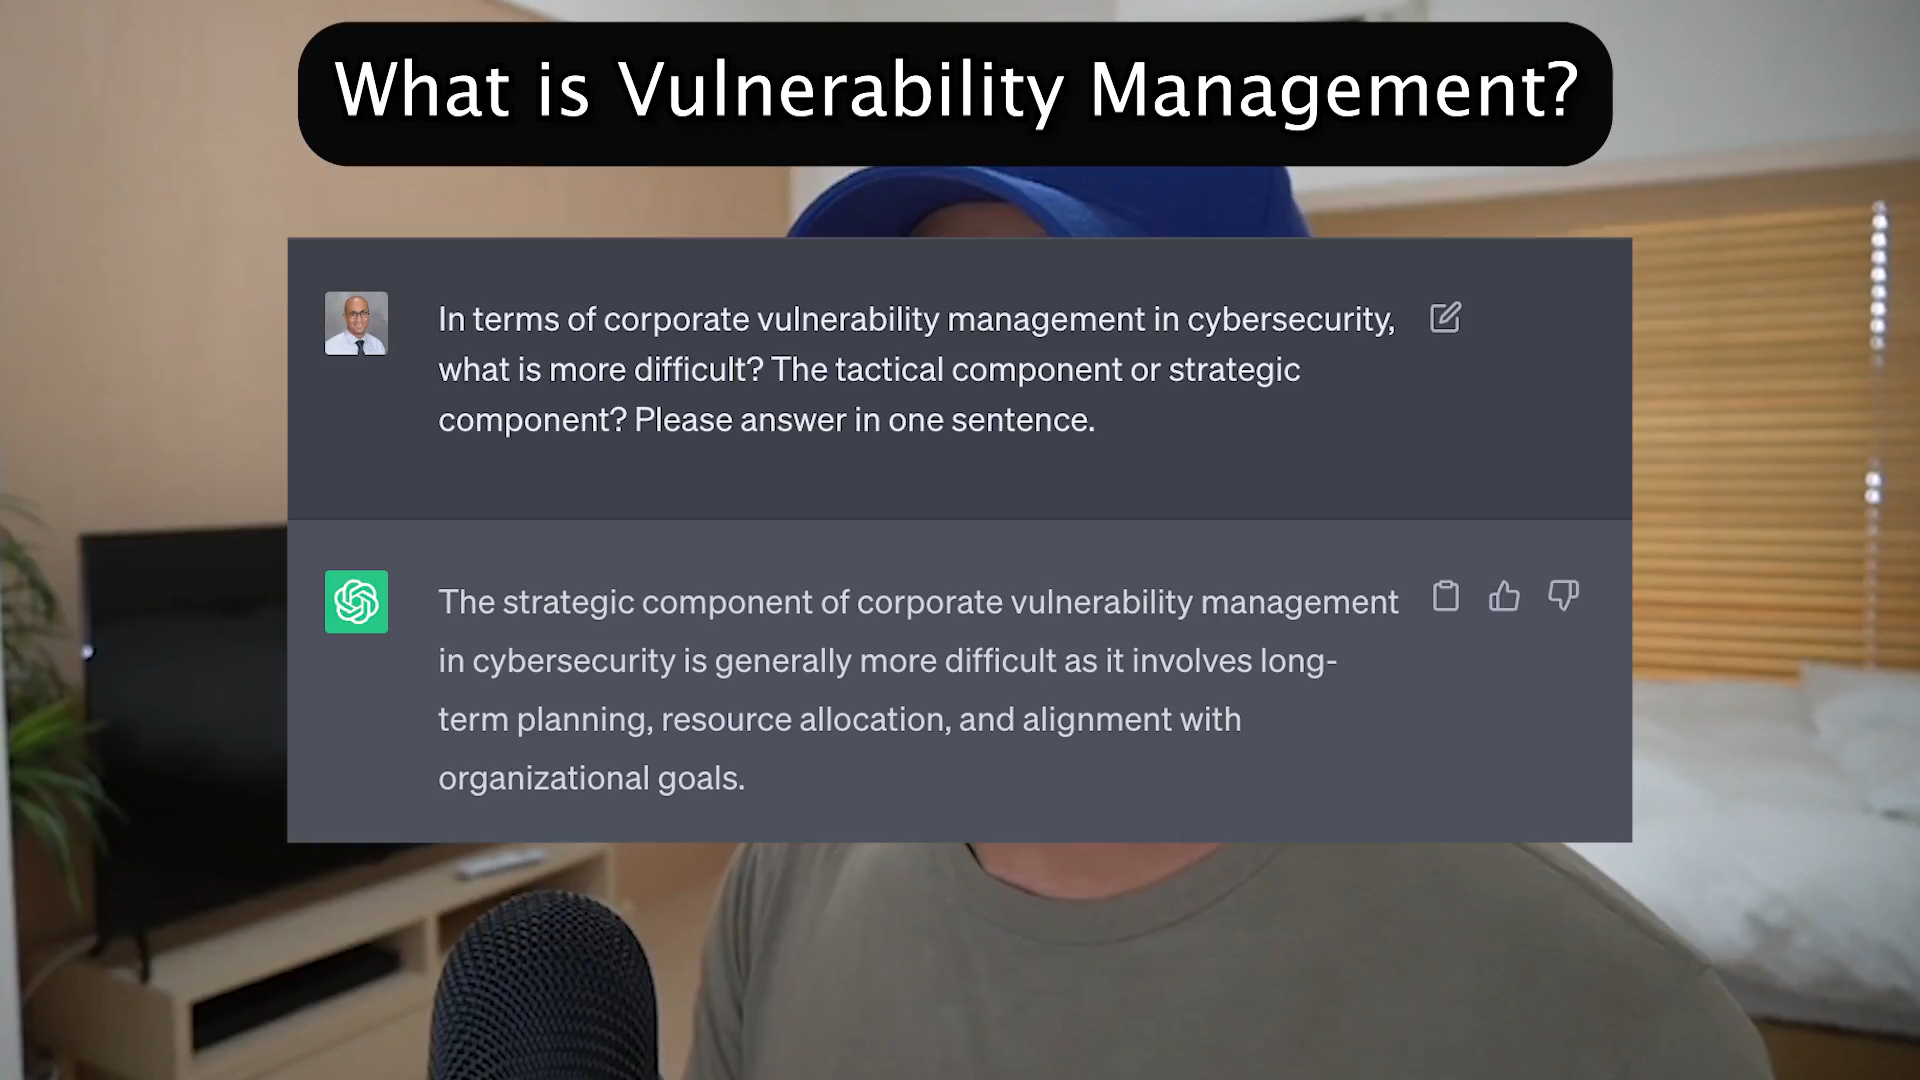 What is Vulnerability Management?
In terms of corporate vulnerability management in cybersecurity,
what is more difficult? The tactical component or strategic
component? Please answer in one sentence.
The strategic component of corporate vulnerability management
in cybersecurity is generally more difficult as it involves long-
term planning, resource allocation, and alignment with
organizational goals.